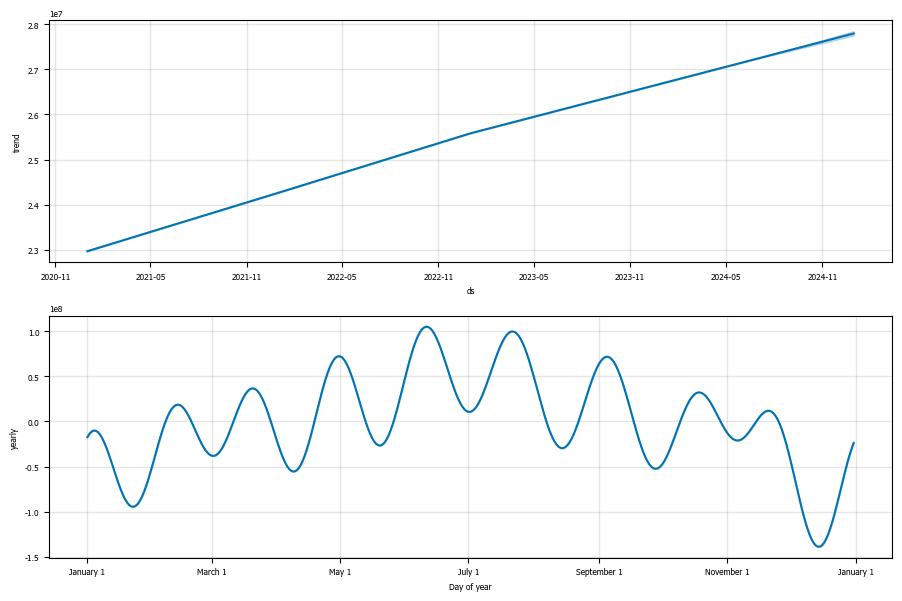 1e7
2.8
2.7
2.6
2.5
2.4
2.3
trend
2020-11 2021-05 2021-11 2022-05 2022-11 2023-05 2023-11 2024-05 2024-11
ds
1e8
1.0
0.5
0.0
-0.5
-1.0
-1.5
yearly
January 1 March 1 May 1 July 1 September 1 November 1 January 1
Day of year